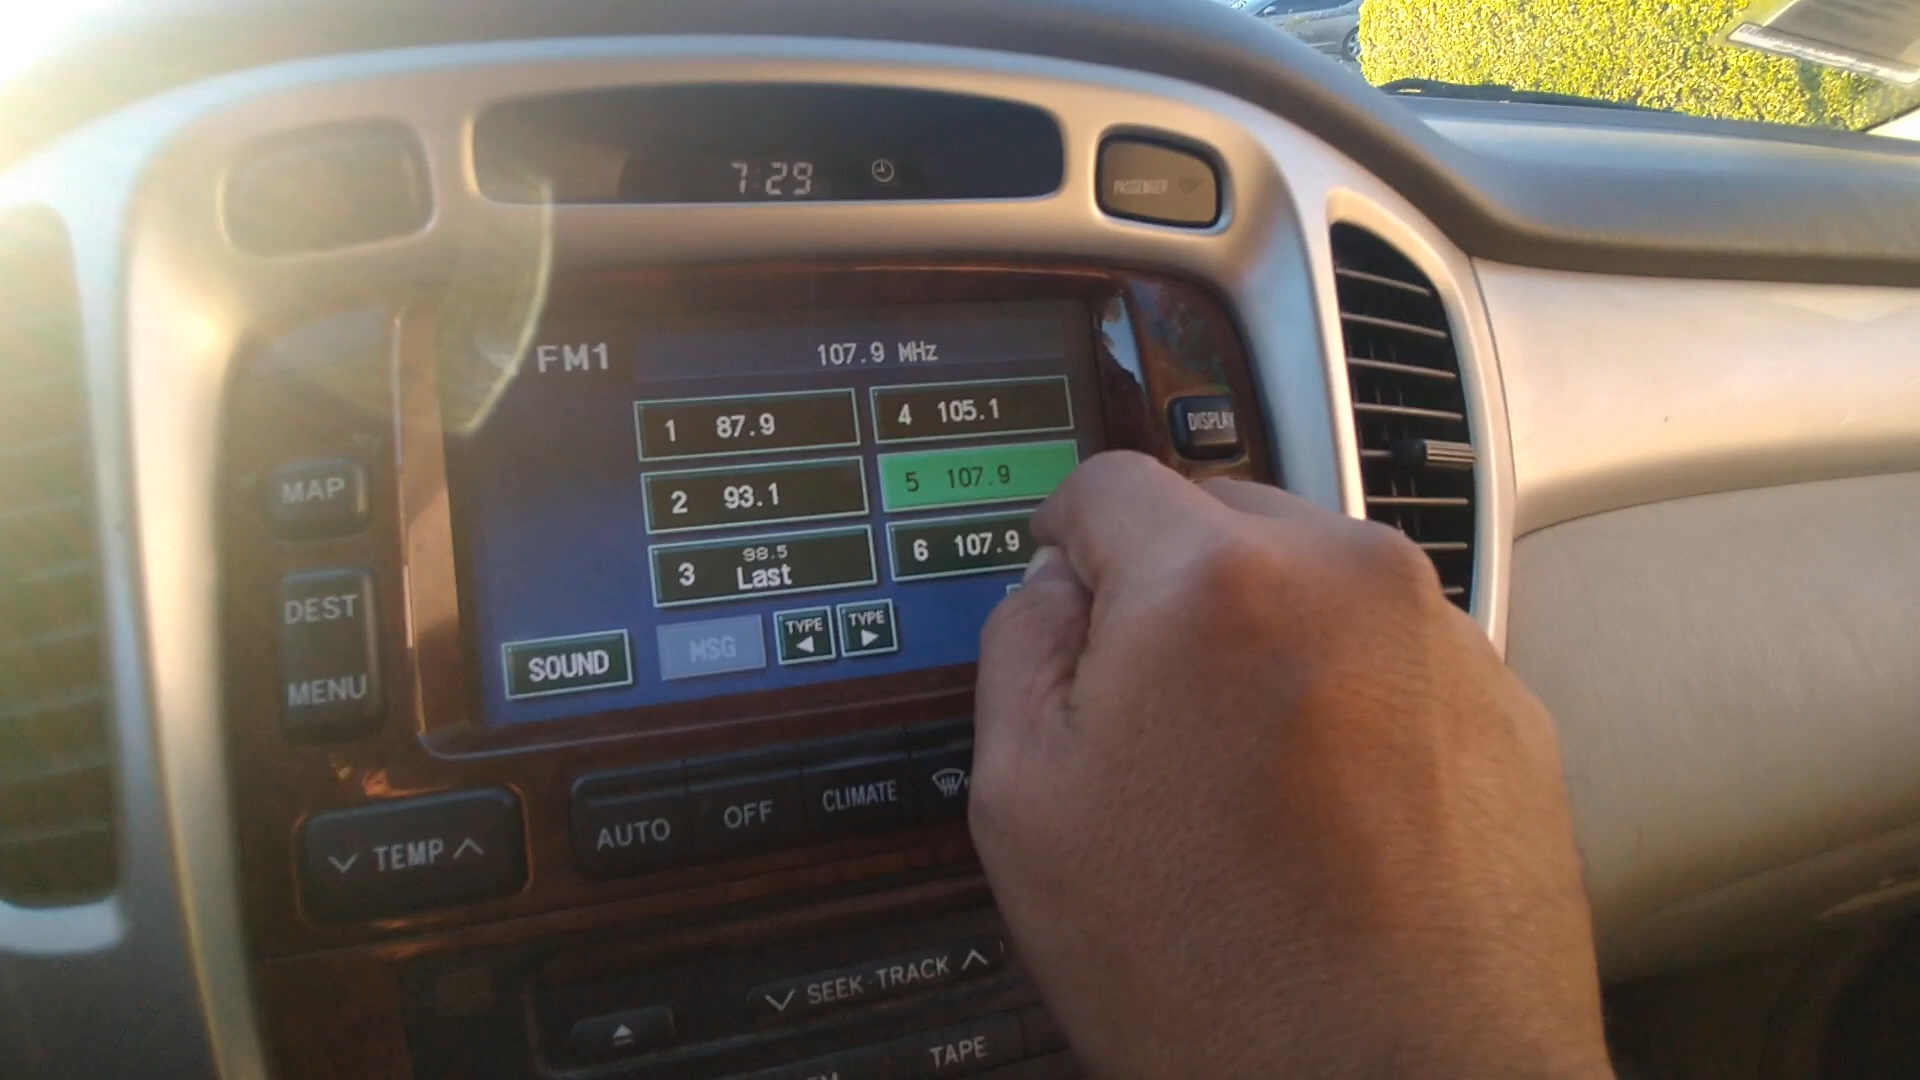 7:29
PASSENGER
FM1
107.9 MHz
1 87.9
4 105.1
2 93.1
5 107.9
3 98.5 Last
6 107.9
SOUND
MSG
TYPE
TYPE
MAP
DEST
MENU
DISPLAY
TEMP
AUTO
OFF
CLIMATE
SEEK·TRACK
TAPE